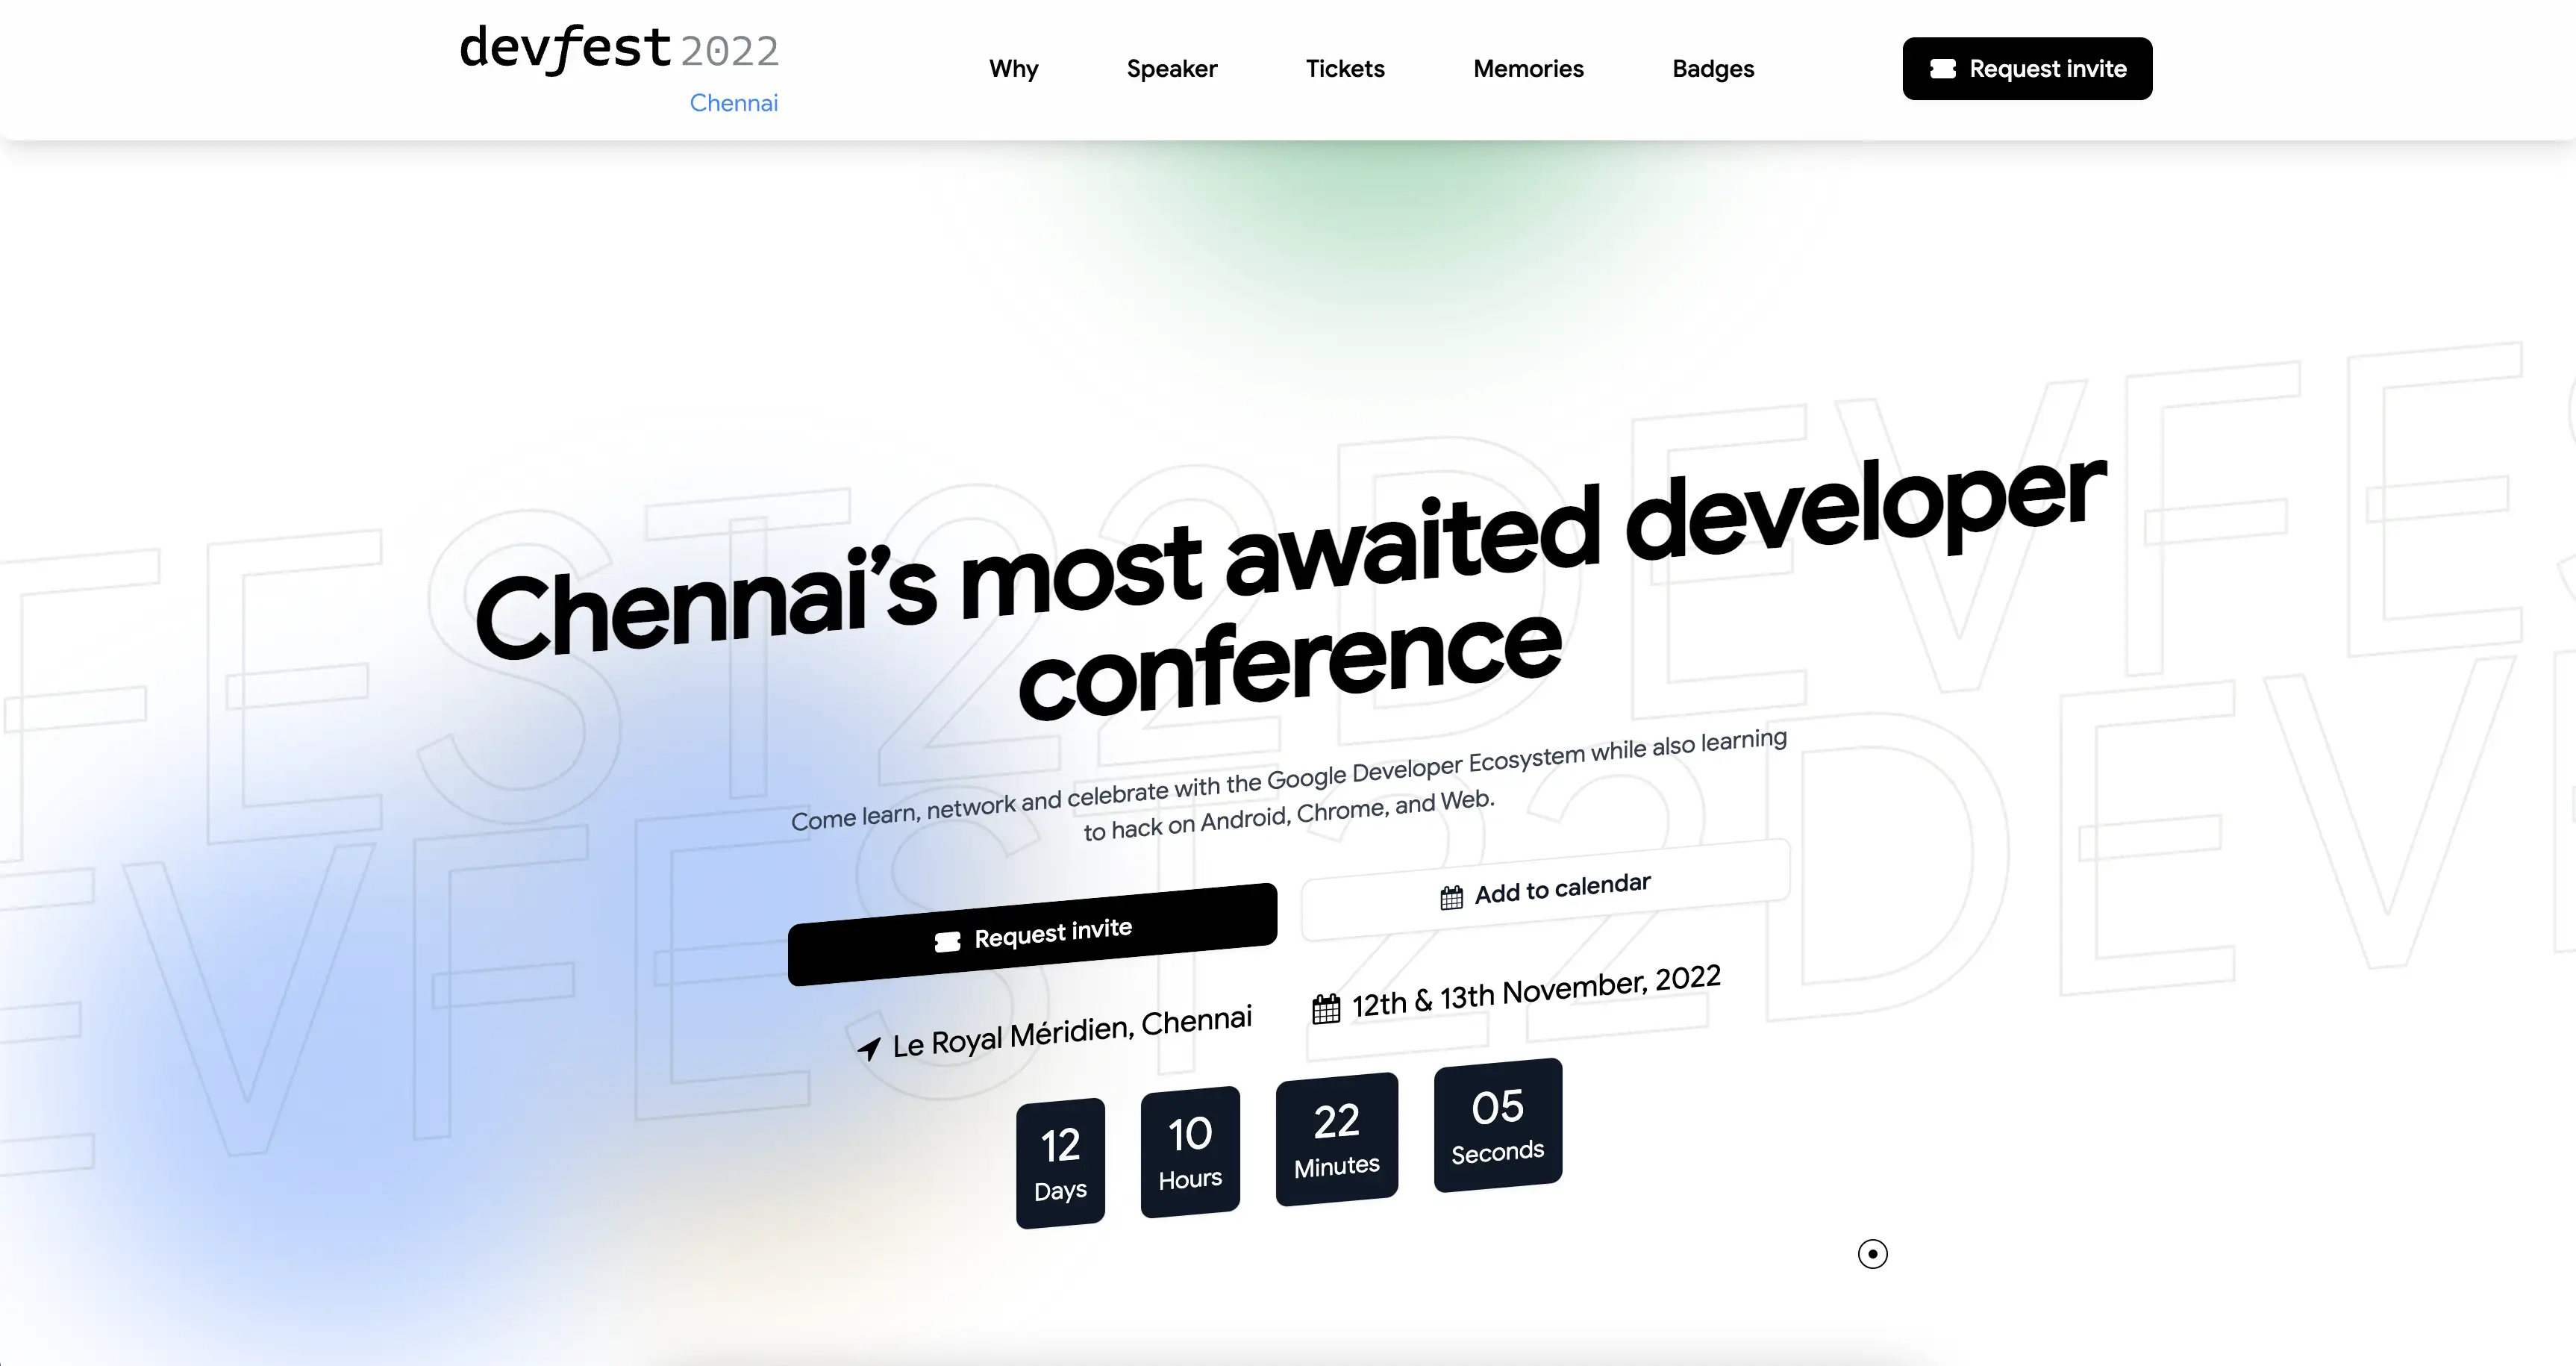 devfest 2022
Chennai
Why
Speaker
Tickets
Memories
Badges
Request invite
FEST22DEVFES
Chennai’s most awaited developer
conference
EVFEST22DEV
Come learn, network and celebrate with the Google Developer Ecosystem while also learning
to hack on Android, Chrome, and Web.
Request invite
Add to calendar
Le Royal Méridien, Chennai
12th & 13th November, 2022
12
Days
10
Hours
22
Minutes
05
Seconds